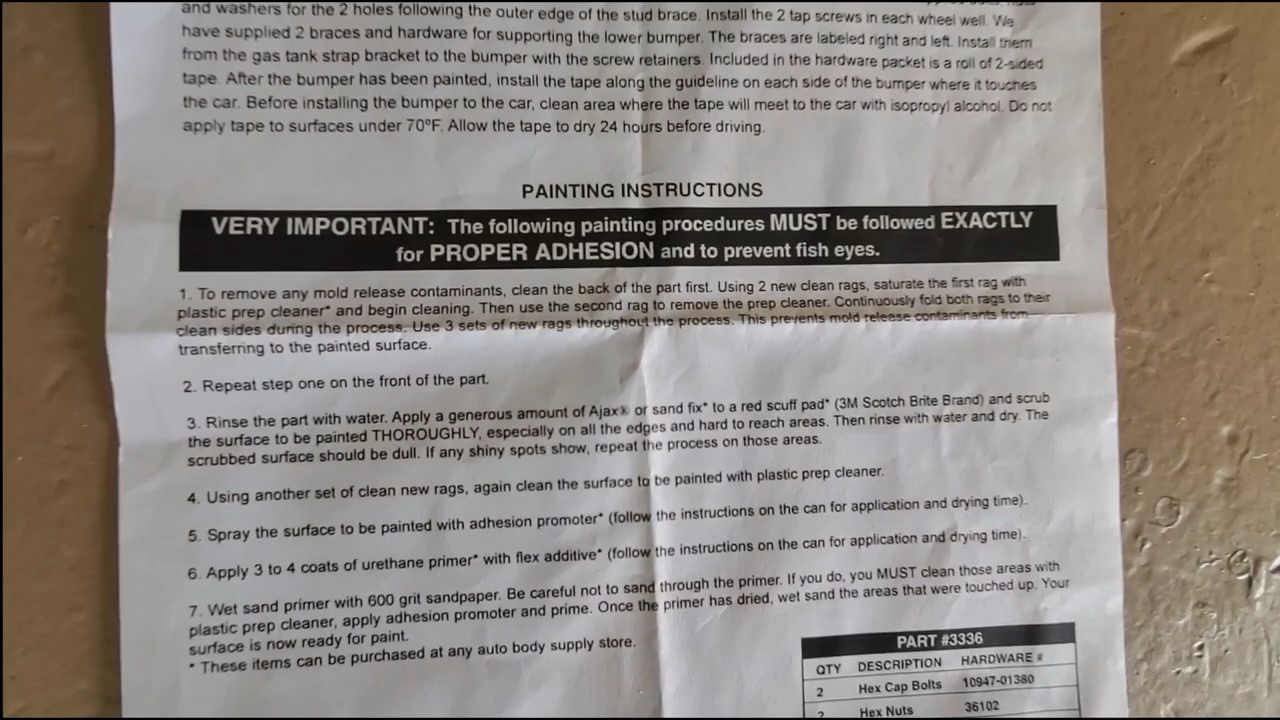 and washers for the 2 holes following the outer edge of the stud brace. Install the 2 tap screws in each wheel well. We
have supplied 2 braces and hardware for supporting the lower bumper. The braces are labeled right and left. Install them
from the gas tank strap bracket to the bumper with the screw retainers. Included in the hardware packet is a roll of 2-sided
tape. After the bumper has been painted, install the tape along the guideline on each side of the bumper where it touches
the car. Before installing the bumper to the car, clean area where the tape will meet to the car with isopropyl alcohol. Do not
apply tape to surfaces under 70ºF. Allow the tape to dry 24 hours before driving.
PAINTING INSTRUCTIONS
VERY IMPORTANT: The following painting procedures MUST be followed EXACTLY
for PROPER ADHESION and to prevent fish eyes.
1. To remove any mold release contaminants, clean the back of the part first. Using 2 new clean rags, saturate the first rag with
plastic prep cleaner* and begin cleaning. Then use the second rag to remove the prep cleaner. Continuously fold both rags to their
clean sides during the process. Use 3 sets of new rags throughout the process. This prevents mold release contaminants from
transferring to the painted surface.
2. Repeat step one on the front of the part.
3. Rinse the part with water. Apply a generous amount of Ajax® or sand fix* to a red scuff pad* (3M Scotch Brite Brand) and scrub
the surface to be painted THOROUGHLY, especially on all the edges and hard to reach areas. Then rinse with water and dry. The
scrubbed surface should be dull. If any shiny spots show, repeat the process on those areas.
4. Using another set of clean new rags, again clean the surface to be painted with plastic prep cleaner.
5. Spray the surface to be painted with adhesion promoter* (follow the instructions on the can for application and drying time).
6. Apply 3 to 4 coats of urethane primer* with flex additive* (follow the instructions on the can for application and drying time).
7. Wet sand primer with 600 grit sandpaper. Be careful not to sand through the primer. If you do, you MUST clean those areas with
plastic prep cleaner, apply adhesion promoter and prime. Once the primer has dried, wet sand the areas that were touched up. Your
surface is now ready for paint.
* These items can be purchased at any auto body supply store.
PART #3336
QTY DESCRIPTION HARDWARE #
2 Hex Cap Bolts 10947-01380
Hex Nuts 36102